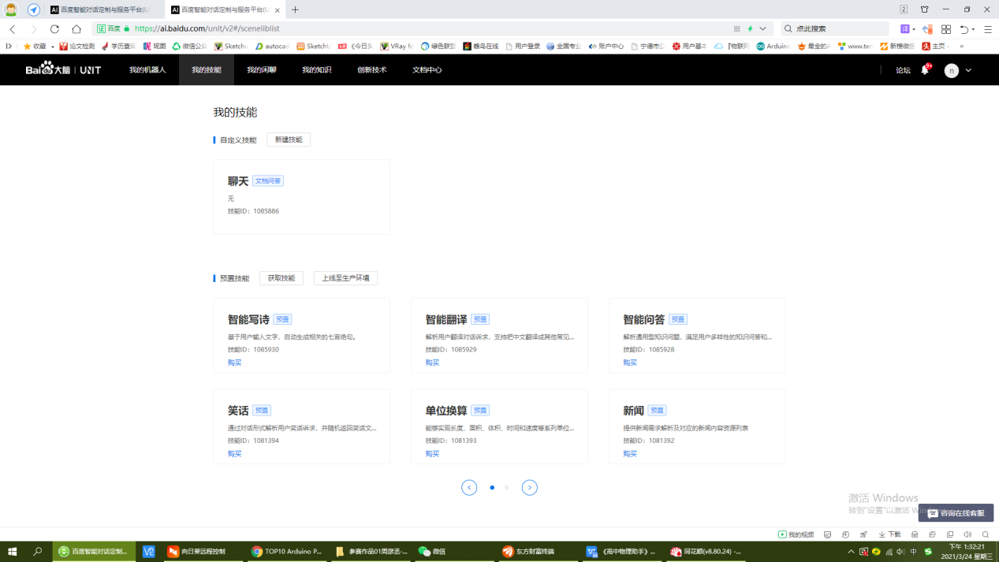 百度智能对话定制与服务平台(U
百度智能对话定制与服务平台(U
2
证 百度 https://ai.baidu.com/unit/v2#/sceneliblist
点此搜索
译
收藏 论文检测 学历查询 昵图 微信公众 Sketchu autocad SketchU 《今日头 VRay fo 绿色联盟 蜂鸟在线 用户登录 全国专业 账户中心 宁德市公 用户基本 『物联网 Arduino 最全的A www.ter 新榜微信 主页 »
Bai大脑 | UNIT 我的机器人 我的技能 我的闲聊 我的知识 创新技术 文档中心 论坛 9+ n
我的技能
自定义技能 新建技能
聊天 文档问答
无
技能ID：1085886
预置技能 获取技能 上线至生产环境
智能写诗 预置
基于用户输入文字，自动生成相关的七言绝句。
技能ID：1085930
购买
智能翻译 预置
解析用户翻译对话诉求，支持把中文翻译成其他常见...
技能ID：1085929
购买
智能问答 预置
解析通用型知识问题，满足用户多样性的知识问答和...
技能ID：1085928
购买
笑话 预置
通过对话形式解析用户笑话诉求，并随机返回笑话文...
技能ID：1081394
购买
单位换算 预置
能够实现长度、面积、体积、时间和速度等系列单位...
技能ID：1081393
购买
新闻 预置
提供新闻需求解析及对应的新闻内容资源列表
技能ID：1081392
购买
激活 Windows
转到"设置"以激活 Win
咨询在线客服
我的视频 下载
百度智能对话定制... 向日葵远程控制 TOP10 Arduino P... 参赛作品01周彦丞-... 微信 东方财富终端 《高中物理助手》... 同花顺(v8.80.24) -...
中
下午 1:32:21
2021/3/24 星期三